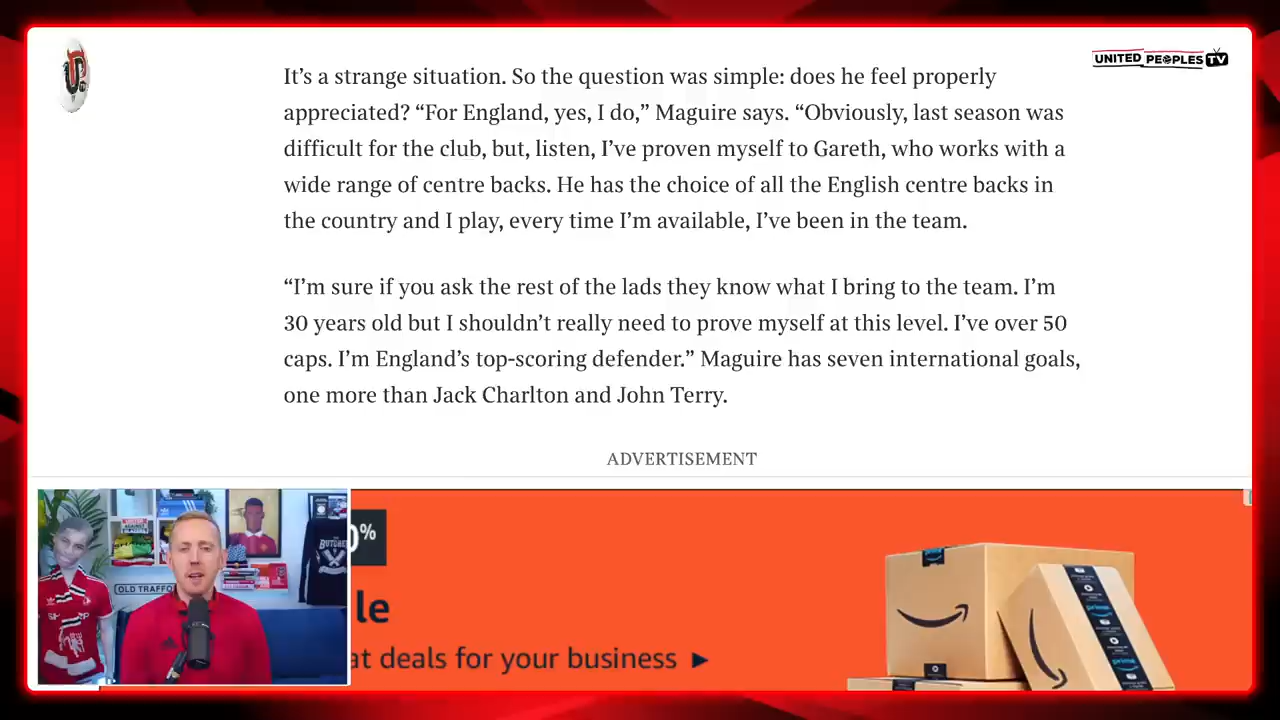 UNITED PEOPLES TV
It’s a strange situation. So the question was simple: does he feel properly
appreciated? “For England, yes, I do,” Maguire says. “Obviously, last season was
difficult for the club, but, listen, I’ve proven myself to Gareth, who works with a
wide range of centre backs. He has the choice of all the English centre backs in
the country and I play, every time I’m available, I’ve been in the team.
“I’m sure if you ask the rest of the lads they know what I bring to the team. I’m
30 years old but I shouldn’t really need to prove myself at this level. I’ve over 50
caps. I’m England’s top-scoring defender.” Maguire has seven international goals,
one more than Jack Charlton and John Terry.
ADVERTISEMENT
%
le
at deals for your business
OLD TRAFFO
prime
prime